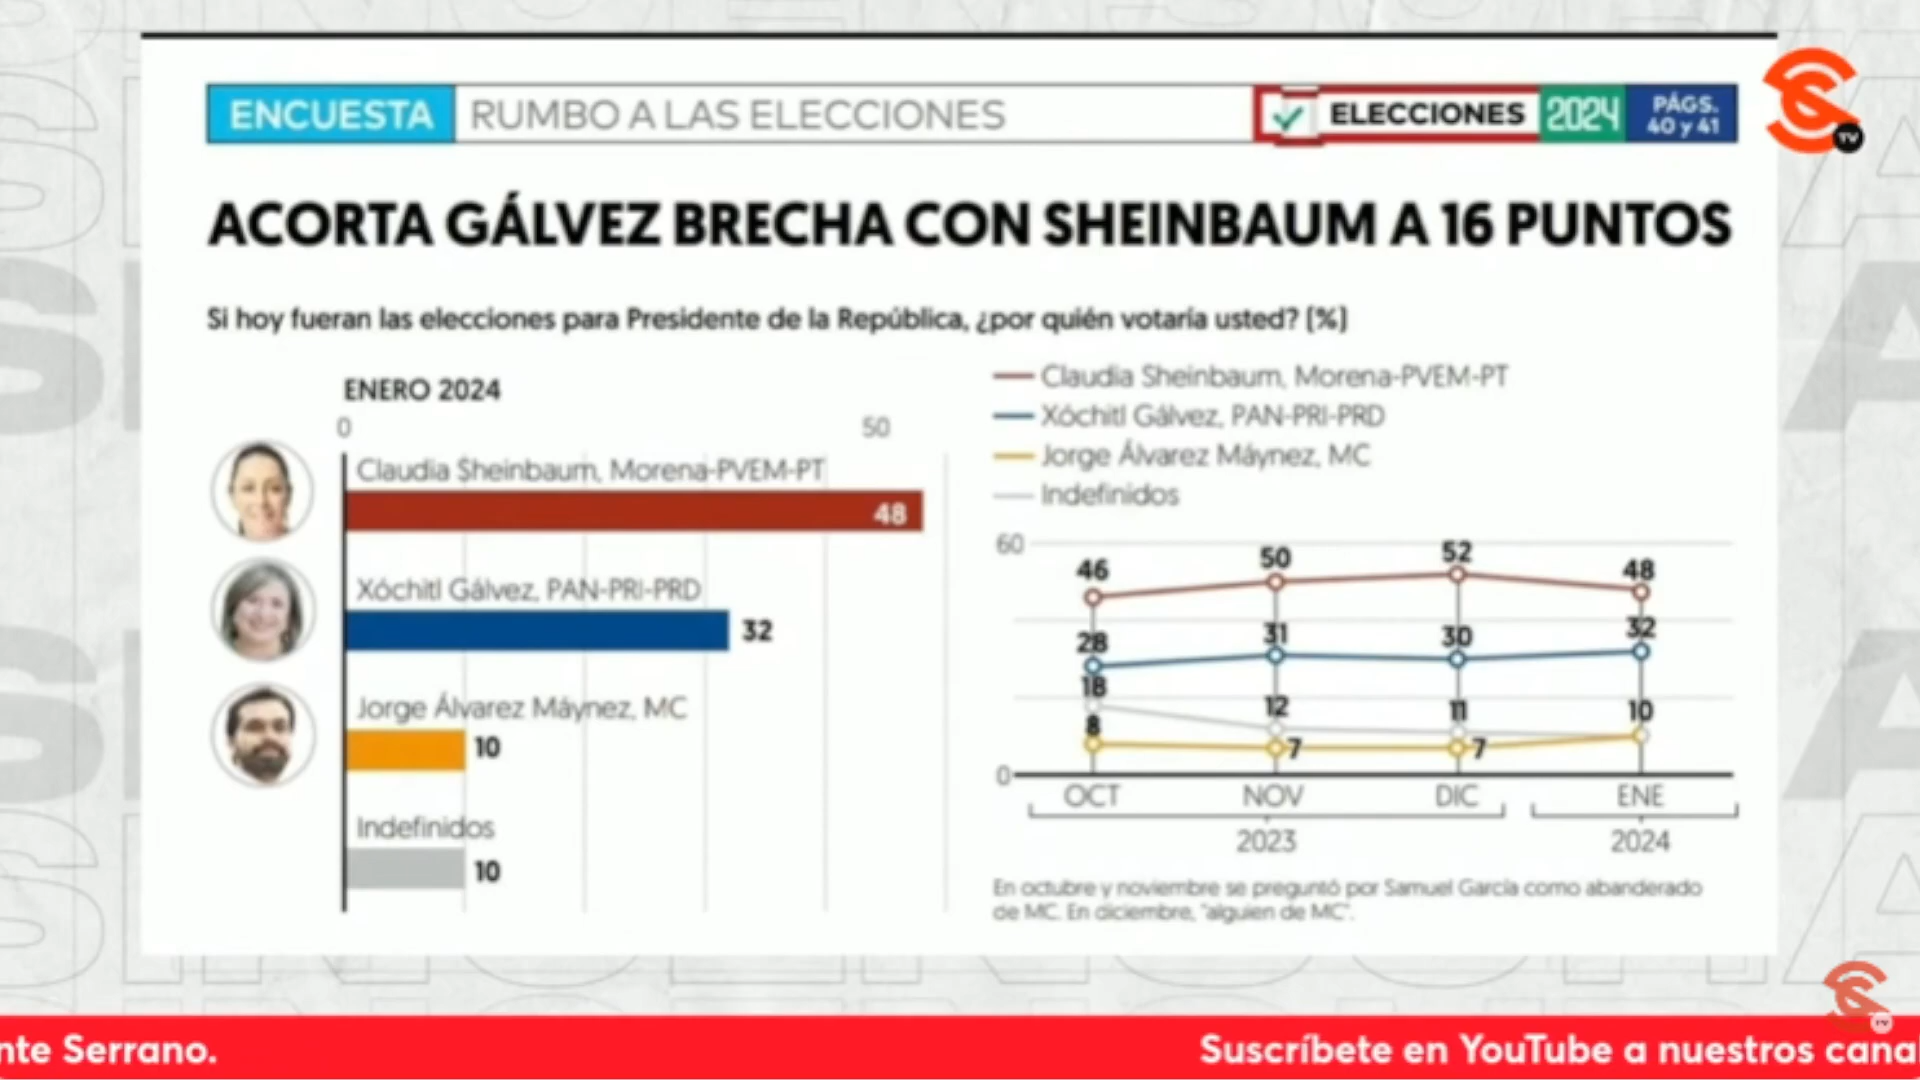 ENCUESTA
RUMBO A LAS ELECCIONES
ELECCIONES
2024
PÁGS.
40 y 41
TV
ACORTA GÁLVEZ BRECHA CON SHEINBAUM A 16 PUNTOS
Si hoy fueran las elecciones para Presidente de la República, ¿por quién votaría usted? (%)
ENERO 2024
0 50
Claudia Sheinbaum, Morena-PVEM-PT
48
Xóchitl Gálvez, PAN-PRI-PRD
32
Jorge Álvarez Máynez, MC
10
Indefinidos
10
Claudia Sheinbaum, Morena-PVEM-PT
Xóchitl Gálvez, PAN-PRI-PRD
Jorge Álvarez Máynez, MC
Indefinidos
60
46 50 52 48
28 31 30 32
18 12 11 10
8 7 7
0
OCT NOV DIC ENE
2023 2024
En octubre y noviembre se preguntó por Samuel García como abanderado
de MC. En diciembre, "alguien de MC".
TV
nte Serrano.
Suscríbete en YouTube a nuestros cana